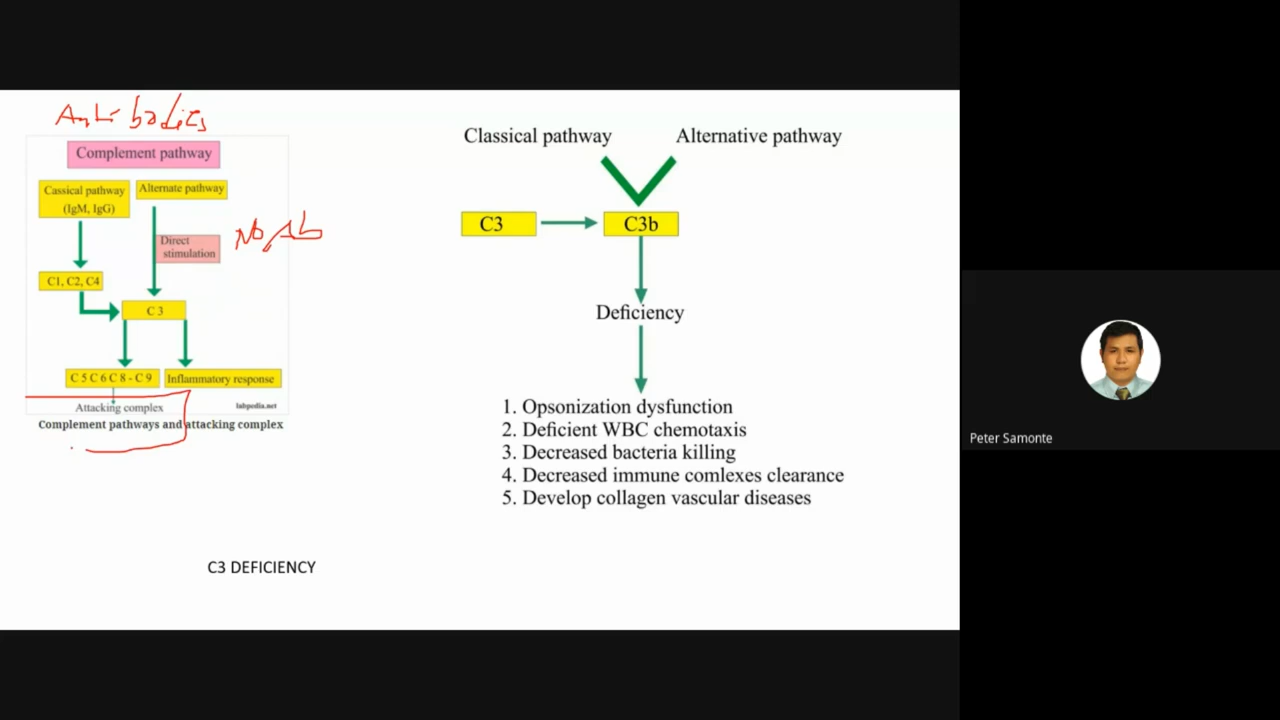 Antibodies
Complement pathway
Cassical pathway
(IgM, IgG)
Alternate pathway
Direct
stimulation
No Ab
C1, C2, C4
C 3
C 5 C 6 C 8 - C 9
Inflammatory response
Attacking complex
labpedia.net
Complement pathways and attacking complex
C3 DEFICIENCY
Classical pathway
Alternative pathway
C3
C3b
Deficiency
1. Opsonization dysfunction
2. Deficient WBC chemotaxis
3. Decreased bacteria killing
4. Decreased immune comlexes clearance
5. Develop collagen vascular diseases
Peter Samonte